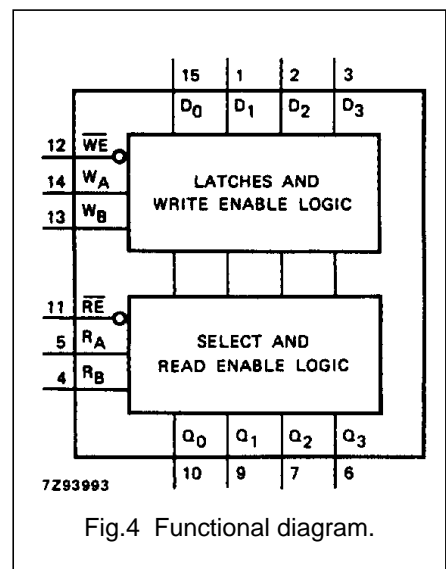 15 1 2 3
D0 D1 D2 D3
12 WE
14 WA
13 WB
LATCHES AND
WRITE ENABLE LOGIC
11 RE
5 RA
4 RB
SELECT AND
READ ENABLE LOGIC
Q0 Q1 Q2 Q3
10 9 7 6
7Z93993
Fig.4 Functional diagram.